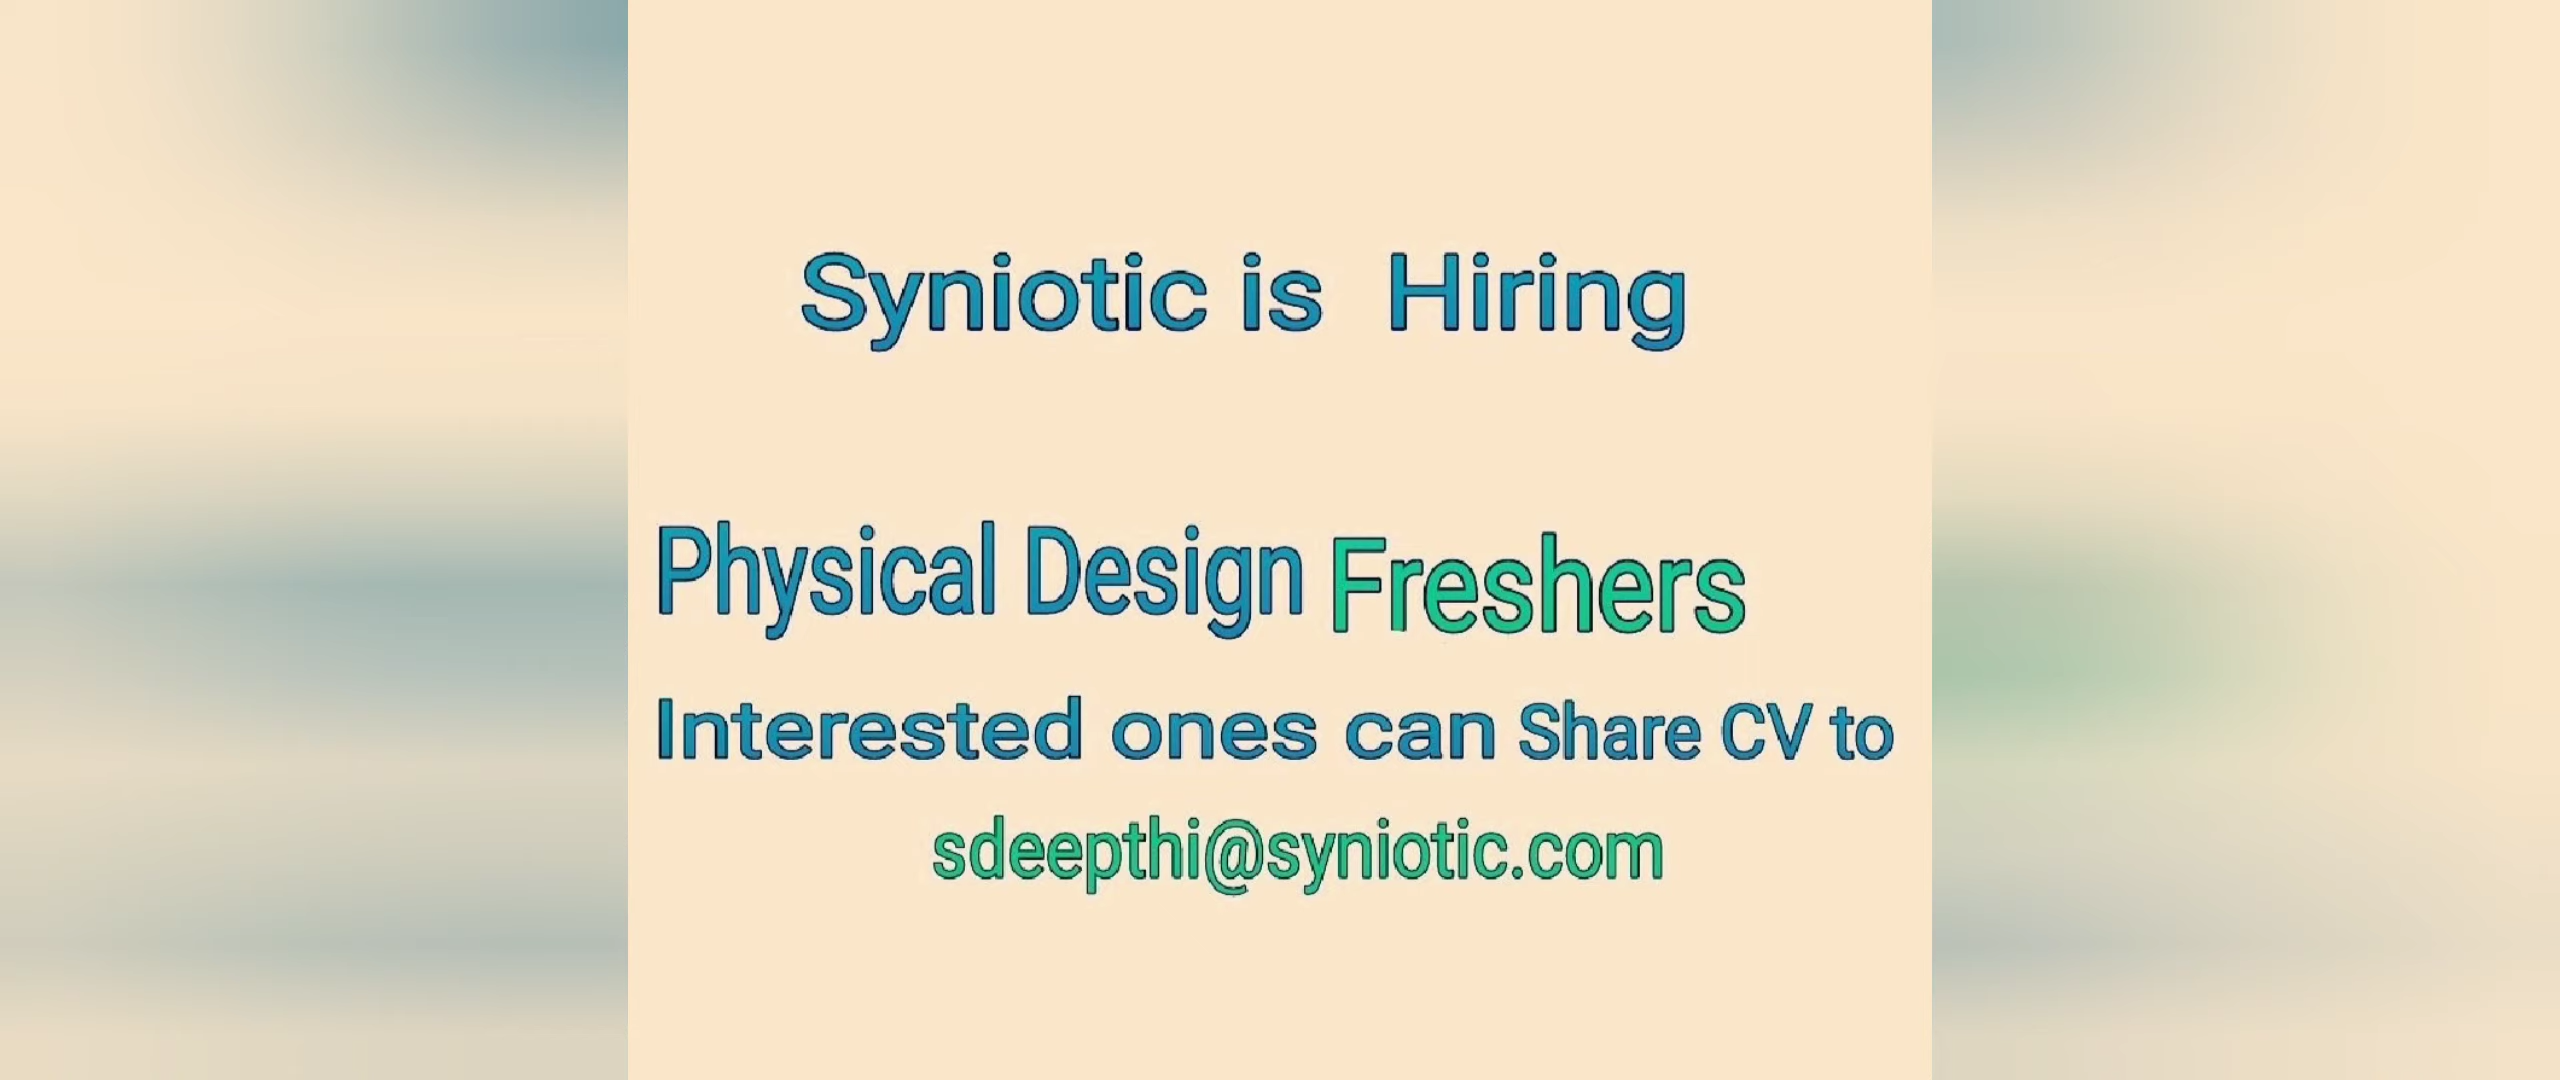 Syniotic is Hiring
Physical Design Freshers
Interested ones can Share CV to
sdeepthi@syniotic.com